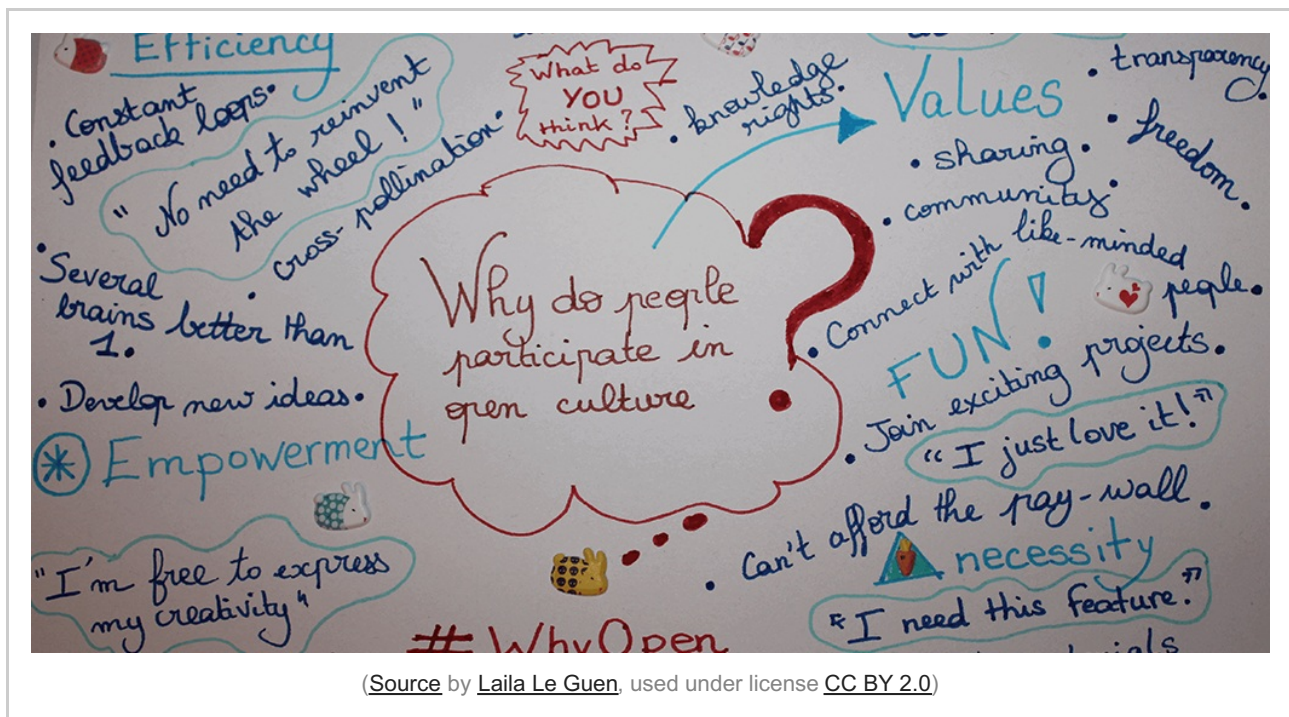 Efficiency
. Constant
feedback loops.
"No need to reinvent
the wheel!"
. cross-pollination.
. Several
brains better than
1.
. Develop new ideas.
* Empowerment
"I'm free to express
my creativity"
What do
YOU
think?
Why do people
participate in
open culture
?
#WhyOpen
. knowledge
rights.
Values
. transparency.
. freedom.
. sharing.
. community.
. Connect with like-minded
people.
FUN!
. Join exciting projects.
"I just love it!"
. Can't afford the pay-wall.
necessity
"I need this feature."
(Source by Laila Le Guen, used under license CC BY 2.0)